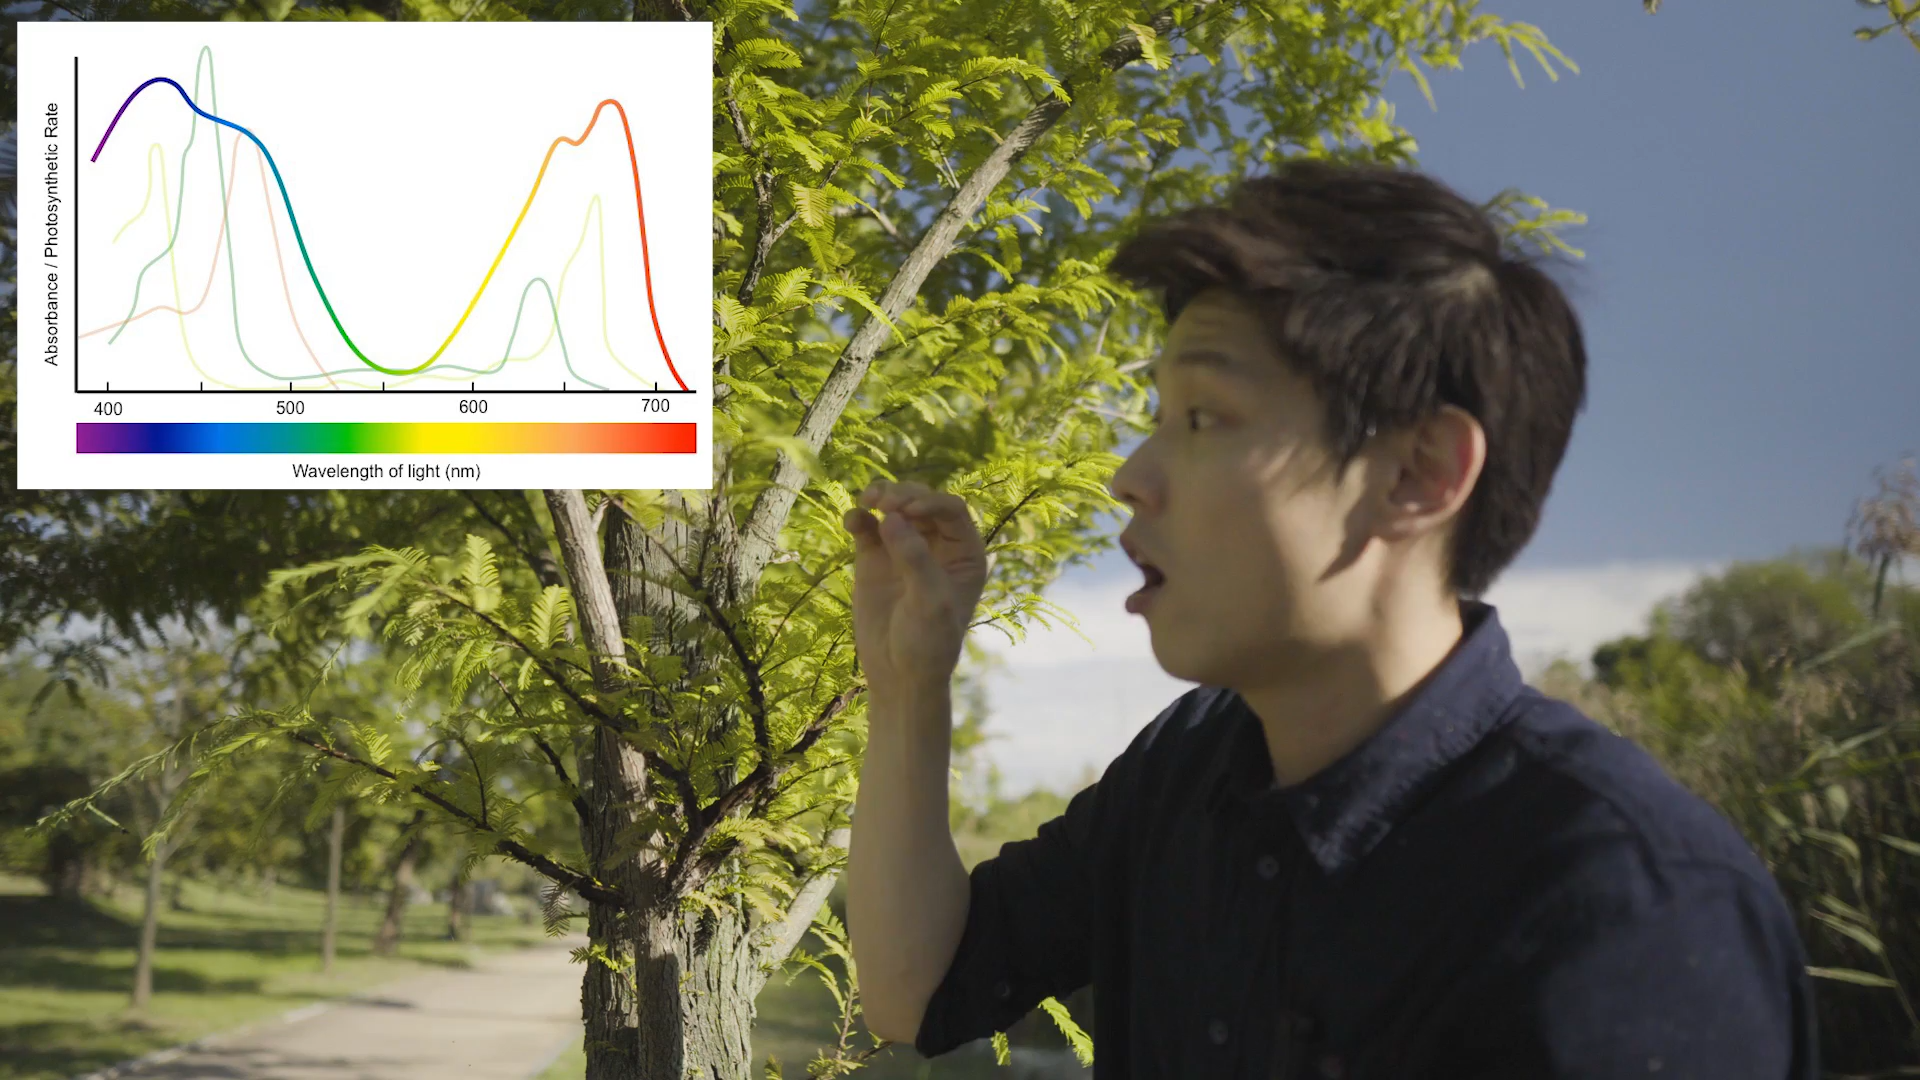 Absorbance / Photosynthetic Rate
400 500 600 700
Wavelength of light (nm)